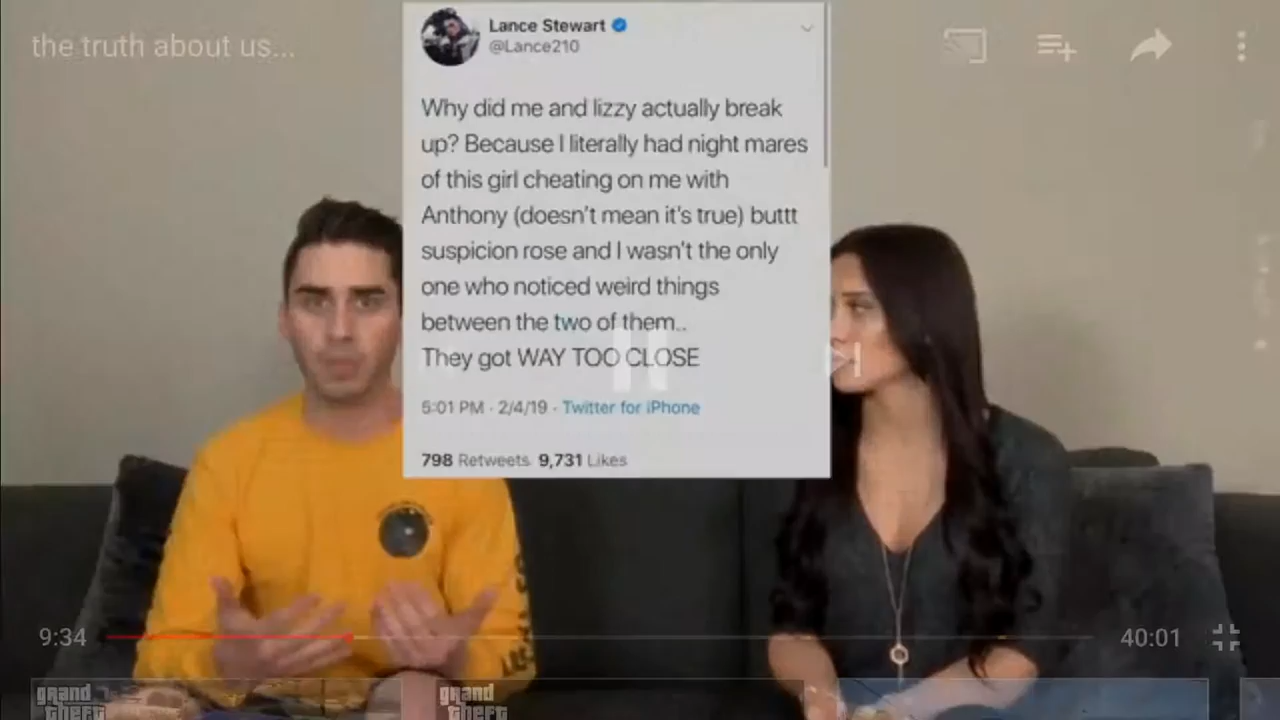 the truth about us...
Lance Stewart
@Lance210
Why did me and lizzy actually break
up? Because I literally had night mares
of this girl cheating on me with
Anthony (doesn't mean it's true) buttt
suspicion rose and I wasn't the only
one who noticed weird things
between the two of them..
They got WAY TOO CLOSE
5:01 PM · 2/4/19 · Twitter for iPhone
798 Retweets 9,731 Likes
9:34
40:01
grand
theft
grand
theft